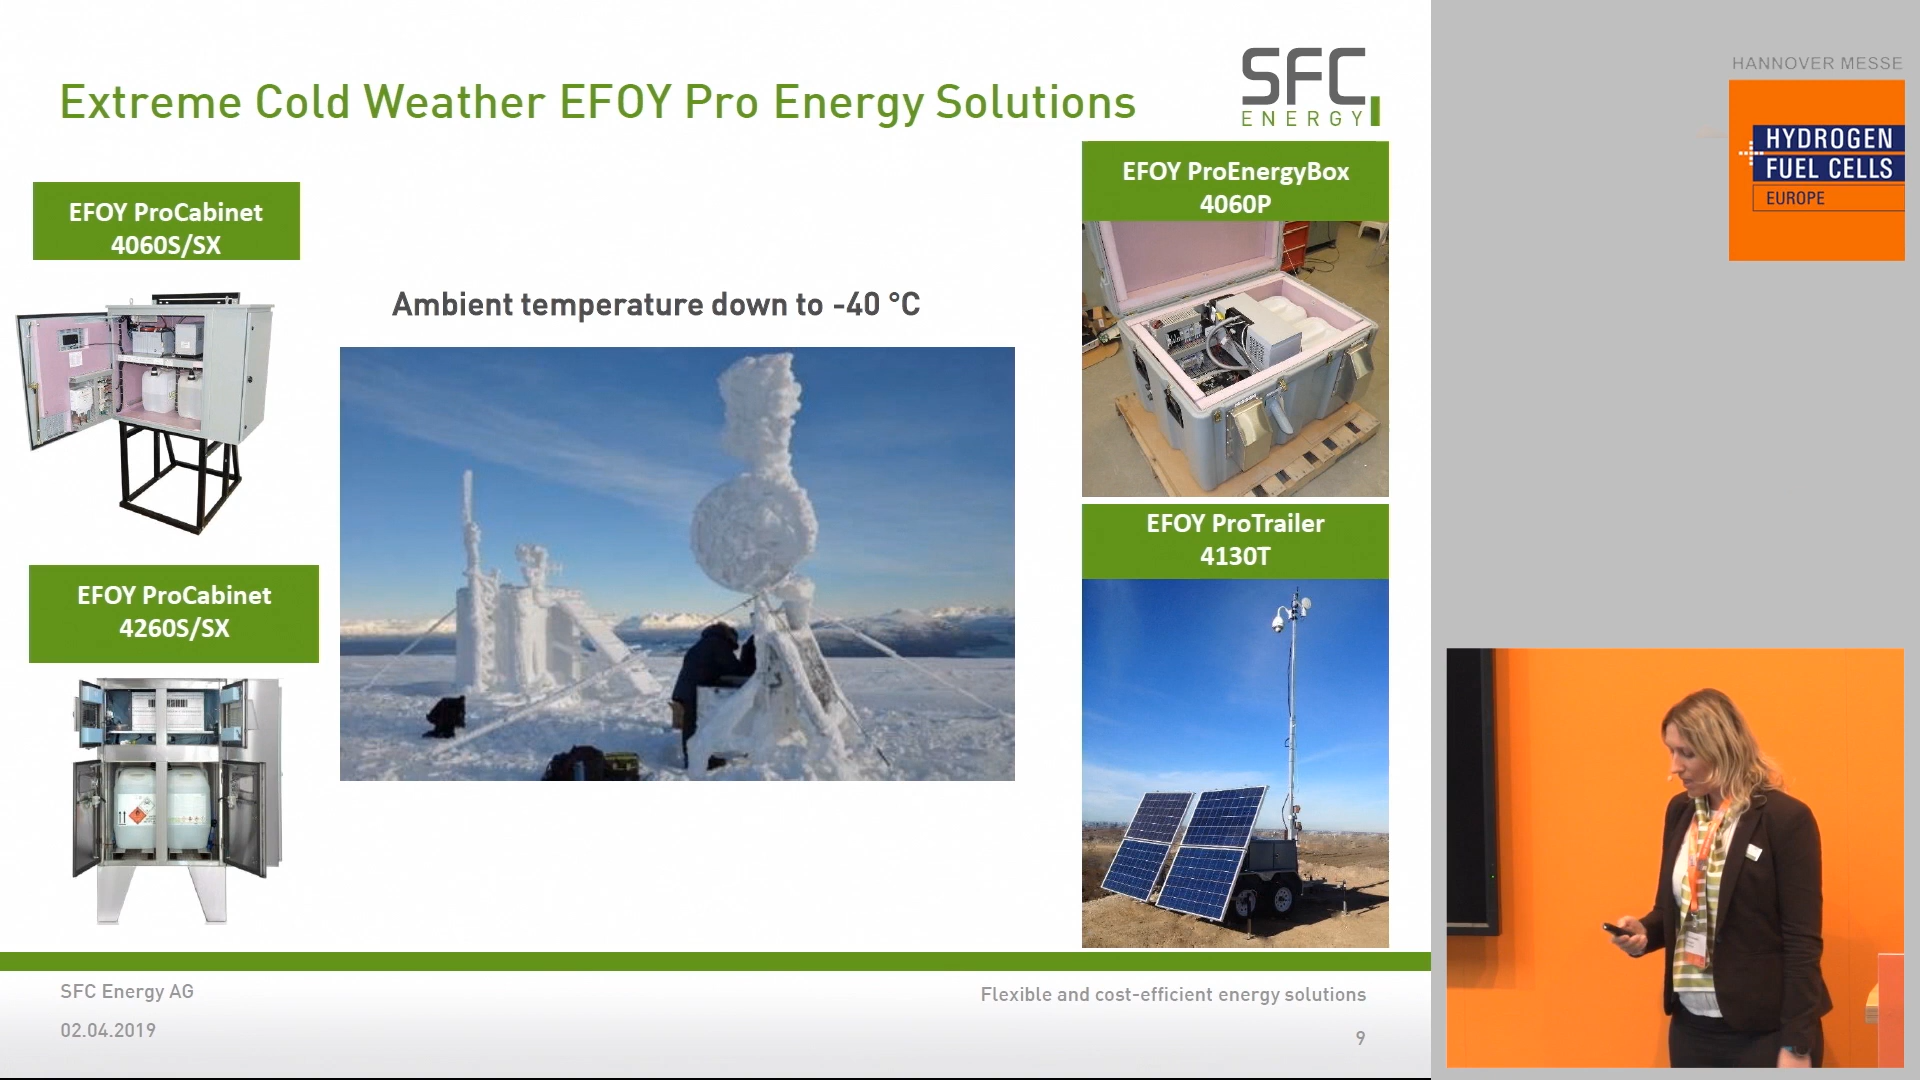 Extreme Cold Weather EFOY Pro Energy Solutions
SFC
ENERGY
HANNOVER MESSE
HYDROGEN
FUEL CELLS
EUROPE
EFOY ProCabinet
4060S/SX
EFOY ProEnergyBox
4060P
Ambient temperature down to -40 °C
EFOY ProTrailer
4130T
EFOY ProCabinet
4260S/SX
SFC Energy AG
Flexible and cost-efficient energy solutions
02.04.2019
9